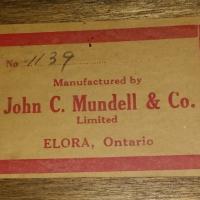 No 1139
Manufactured by
John C. Mundell & Co.
Limited
ELORA, Ontario